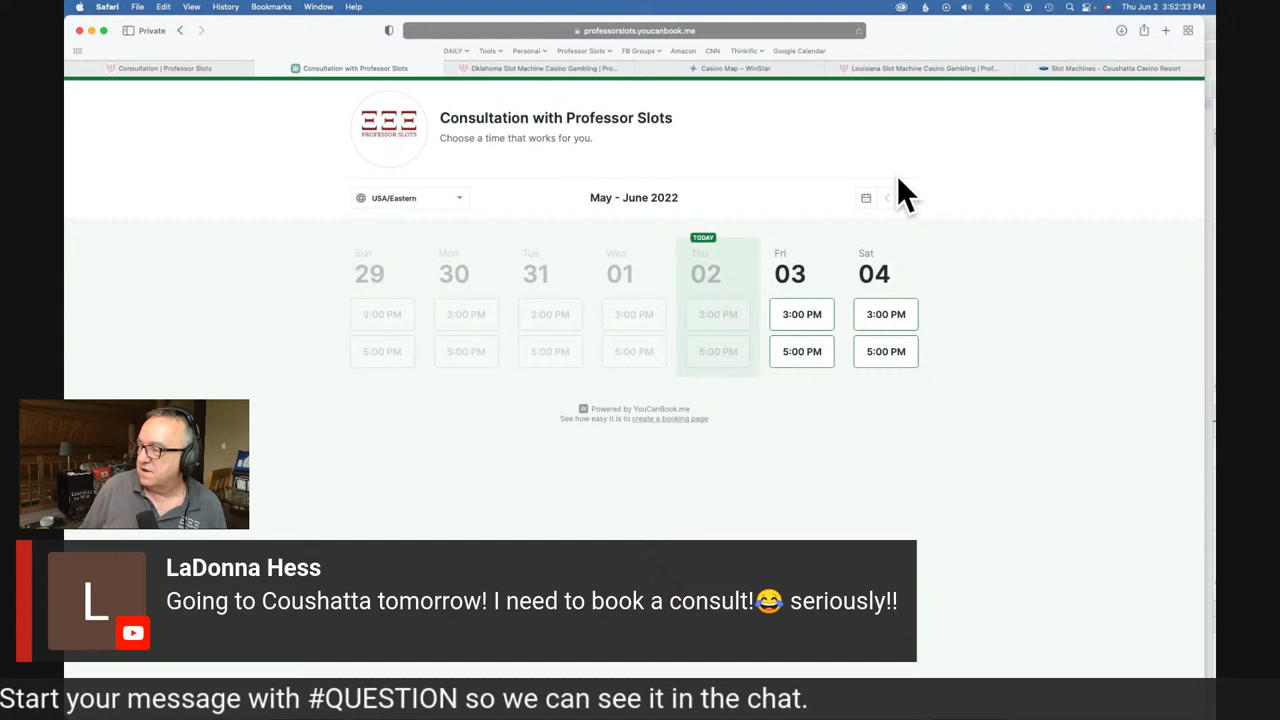 Safari File Edit View History Bookmarks Window Help
Thu Jun 2 3:52:33 PM
Private
professorslots.youcanbook.me
DAILY Tools Personal Professor Slots FB Groups Amazon CNN Thinkific Google Calendar
Consultation | Professor Slots
Consultation with Professor Slots
Oklahoma Slot Machine Casino Gambling | Pro...
Casino Map – WinStar
Louisiana Slot Machine Casino Gambling | Prof...
Slot Machines – Coushatta Casino Resort
PROFESSOR SLOTS
Consultation with Professor Slots
Choose a time that works for you.
USA/Eastern
May - June 2022
TODAY
Sun Mon Tue Wed Thu Fri Sat
29 30 31 01 02 03 04
3:00 PM 3:00 PM 3:00 PM 3:00 PM 3:00 PM 3:00 PM 3:00 PM
5:00 PM 5:00 PM 5:00 PM 5:00 PM 5:00 PM 5:00 PM 5:00 PM
Powered by YouCanBook.me
See how easy it is to create a booking page
L
LaDonna Hess
Going to Coushatta tomorrow! I need to book a consult!😂 seriously!!
Start your message with #QUESTION so we can see it in the chat.